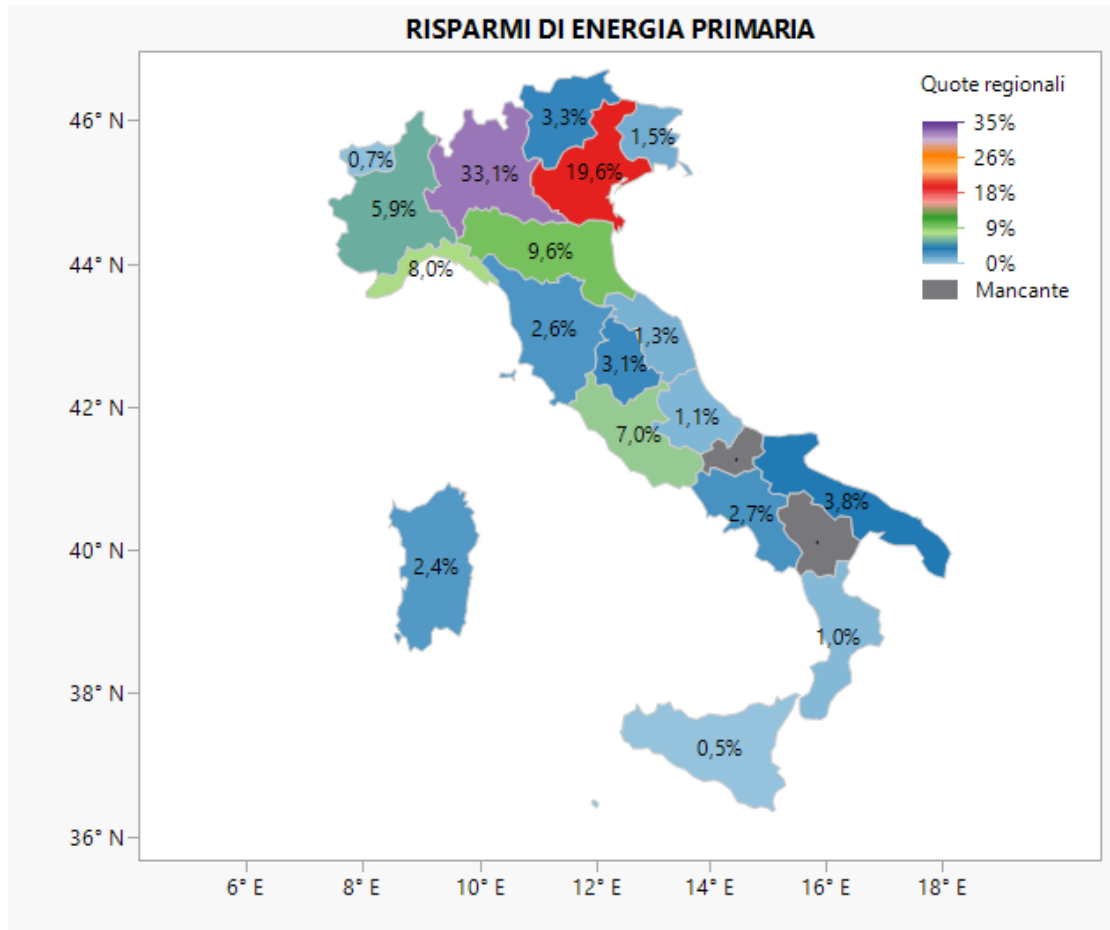 RISPARMI DI ENERGIA PRIMARIA
Quote regionali
35%
26%
18%
9%
0%
Mancante
46° N
44° N
42° N
40° N
38° N
36° N
3,3%
1,5%
0,7%
33,1%
19,6%
5,9%
9,6%
8,0%
2,6%
1,3%
3,1%
1,1%
7,0%
3,8%
2,7%
2,4%
1,0%
0,5%
6° E
8° E
10° E
12° E
14° E
16° E
18° E